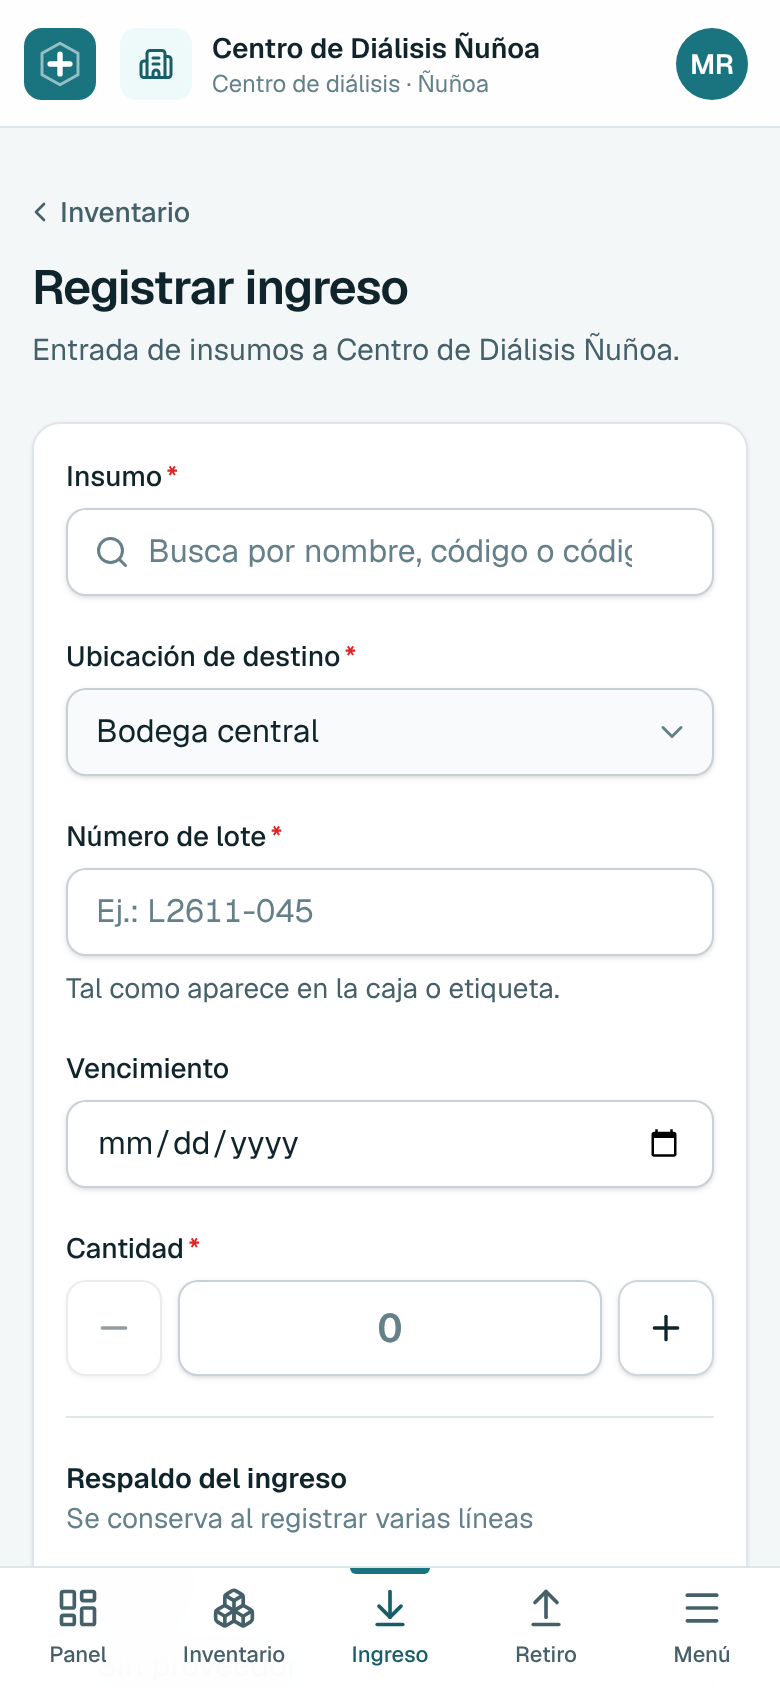 Centro de Diálisis Ñuñoa
Centro de diálisis · Ñuñoa
MR
Inventario
Registrar ingreso
Entrada de insumos a Centro de Diálisis Ñuñoa.
Insumo *
Busca por nombre, código o códig
Ubicación de destino *
Bodega central
Número de lote *
Ej.: L2611-045
Tal como aparece en la caja o etiqueta.
Vencimiento
mm/dd/yyyy
Cantidad *
0
Respaldo del ingreso
Se conserva al registrar varias líneas
Panel
Inventario
Ingreso
Retiro
Menú